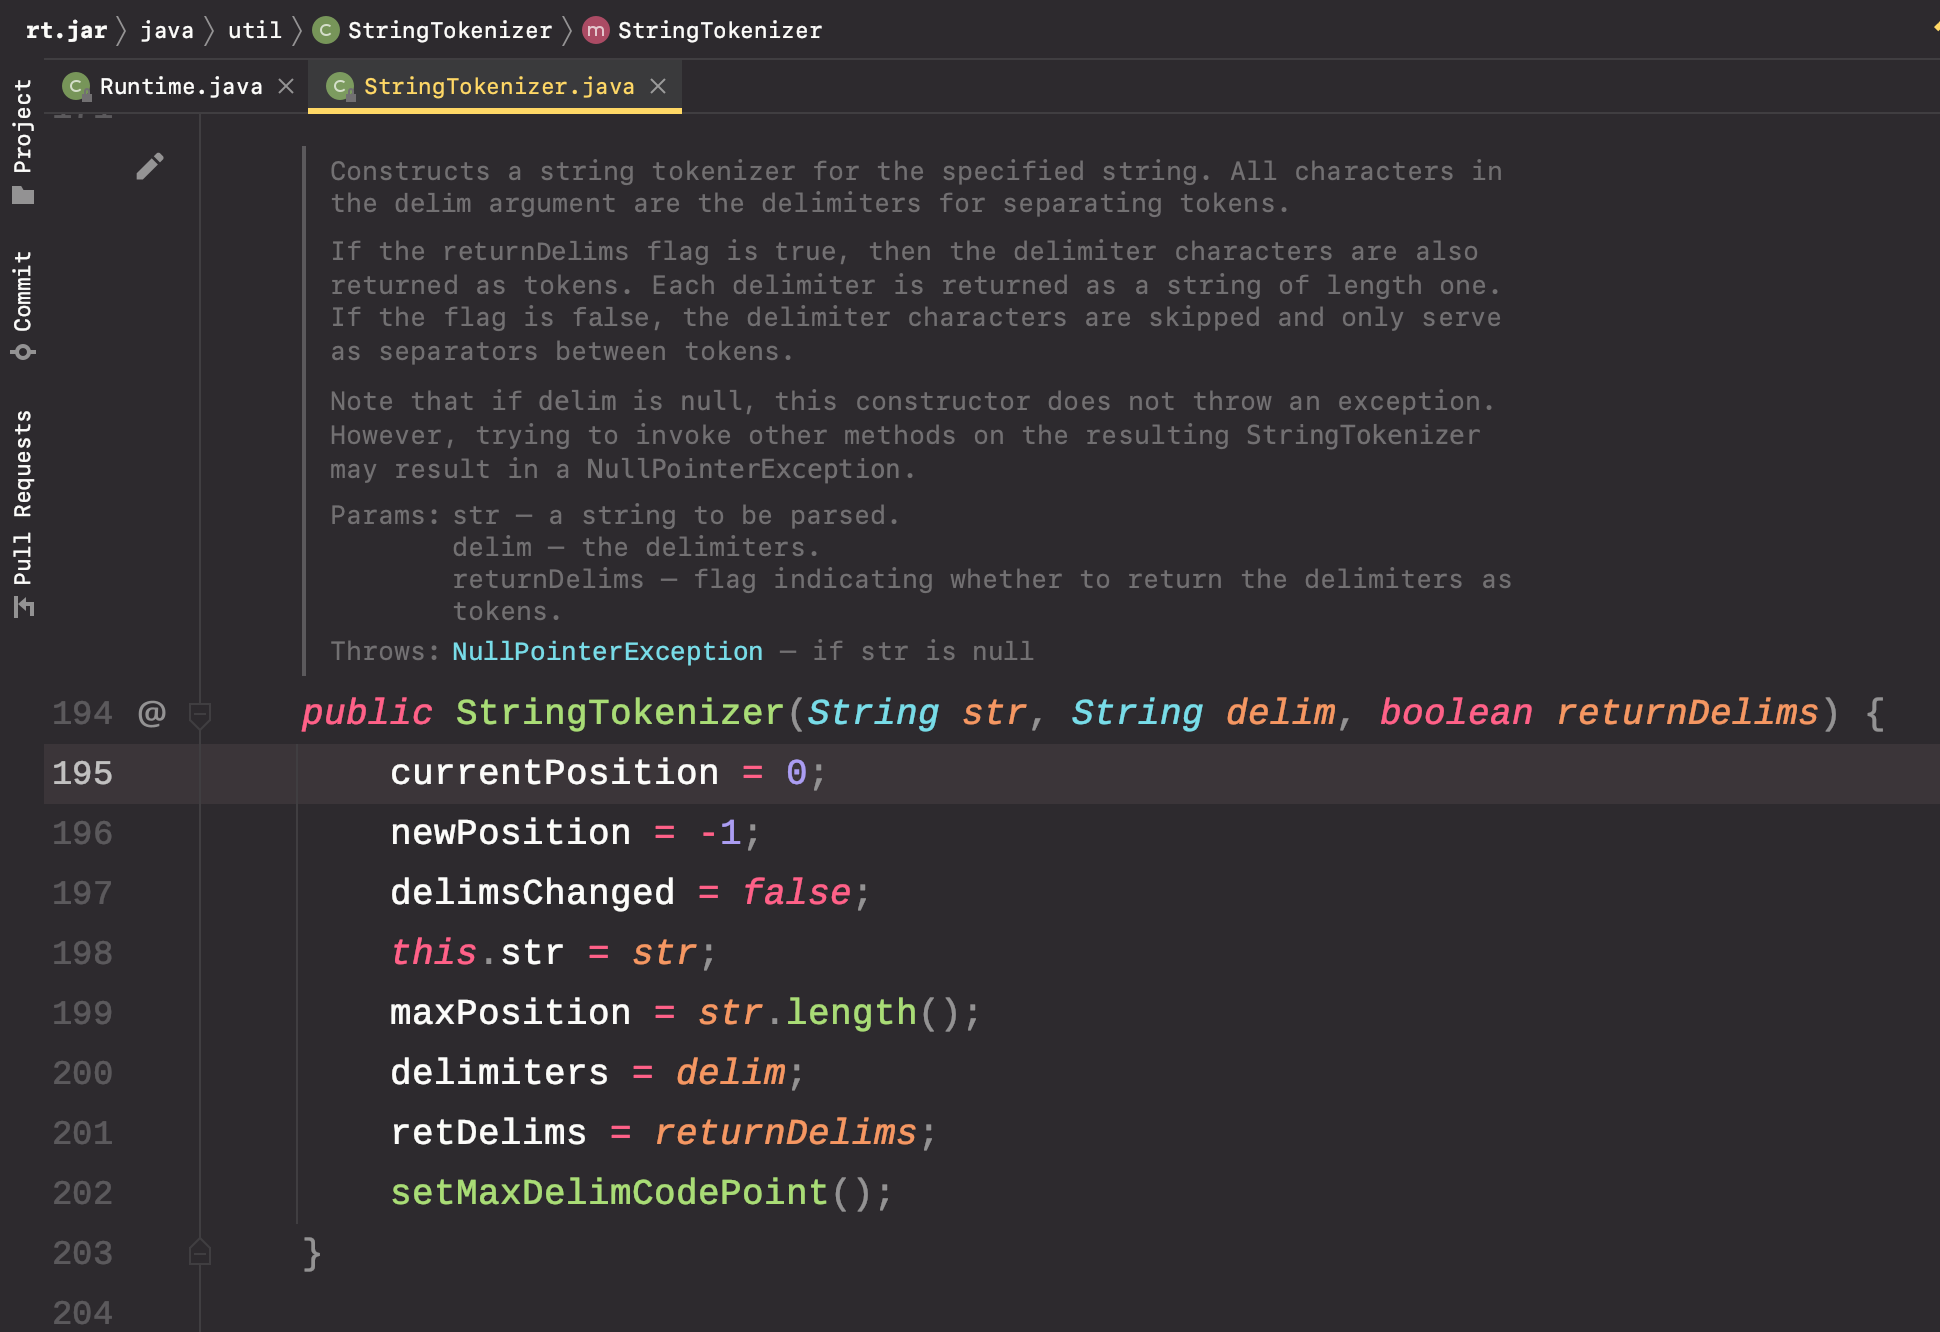 rt.jar 〉 java 〉 util 〉 C StringTokenizer 〉 m StringTokenizer
C Runtime.java × C StringTokenizer.java ×
Project
Commit
Pull Requests
Constructs a string tokenizer for the specified string. All characters in
the delim argument are the delimiters for separating tokens.
If the returnDelims flag is true, then the delimiter characters are also
returned as tokens. Each delimiter is returned as a string of length one.
If the flag is false, the delimiter characters are skipped and only serve
as separators between tokens.
Note that if delim is null, this constructor does not throw an exception.
However, trying to invoke other methods on the resulting StringTokenizer
may result in a NullPointerException.
Params: str – a string to be parsed.
delim – the delimiters.
returnDelims – flag indicating whether to return the delimiters as
tokens.
Throws: NullPointerException – if str is null
194 @ public StringTokenizer(String str, String delim, boolean returnDelims) {
195 currentPosition = 0;
196 newPosition = -1;
197 delimsChanged = false;
198 this.str = str;
199 maxPosition = str.length();
200 delimiters = delim;
201 retDelims = returnDelims;
202 setMaxDelimCodePoint();
203 }
204